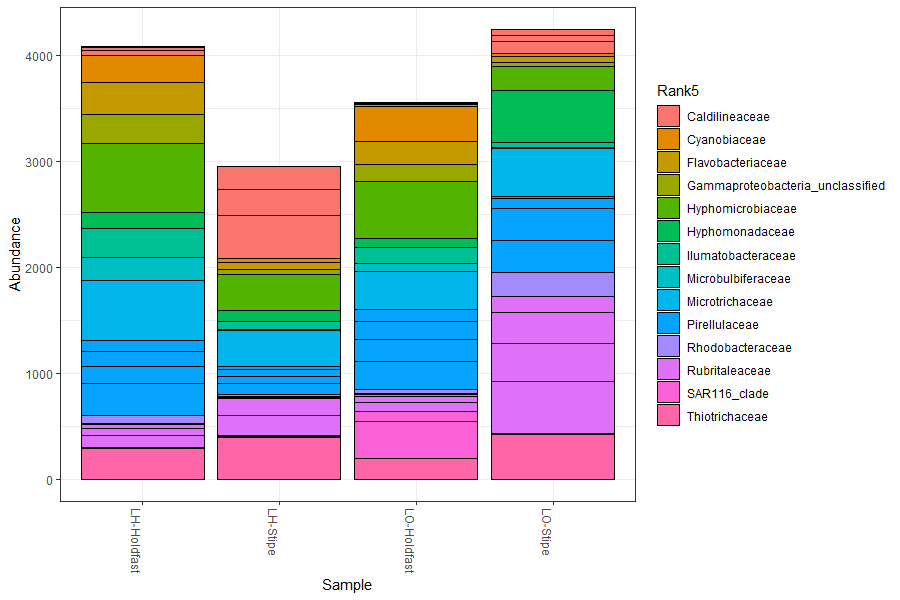 4000
3000
2000
1000
0
Abundance
LH-Holdfast
LH-Stipe
LO-Holdfast
LO-Stipe
Sample
Rank5
Caldilineaceae
Cyanobiaceae
Flavobacteriaceae
Gammaproteobacteria_unclassified
Hyphomicrobiaceae
Hyphomonadaceae
Ilumatobacteraceae
Microbulbiferaceae
Microtrichaceae
Pirellulaceae
Rhodobacteraceae
Rubritaleaceae
SAR116_clade
Thiotrichaceae